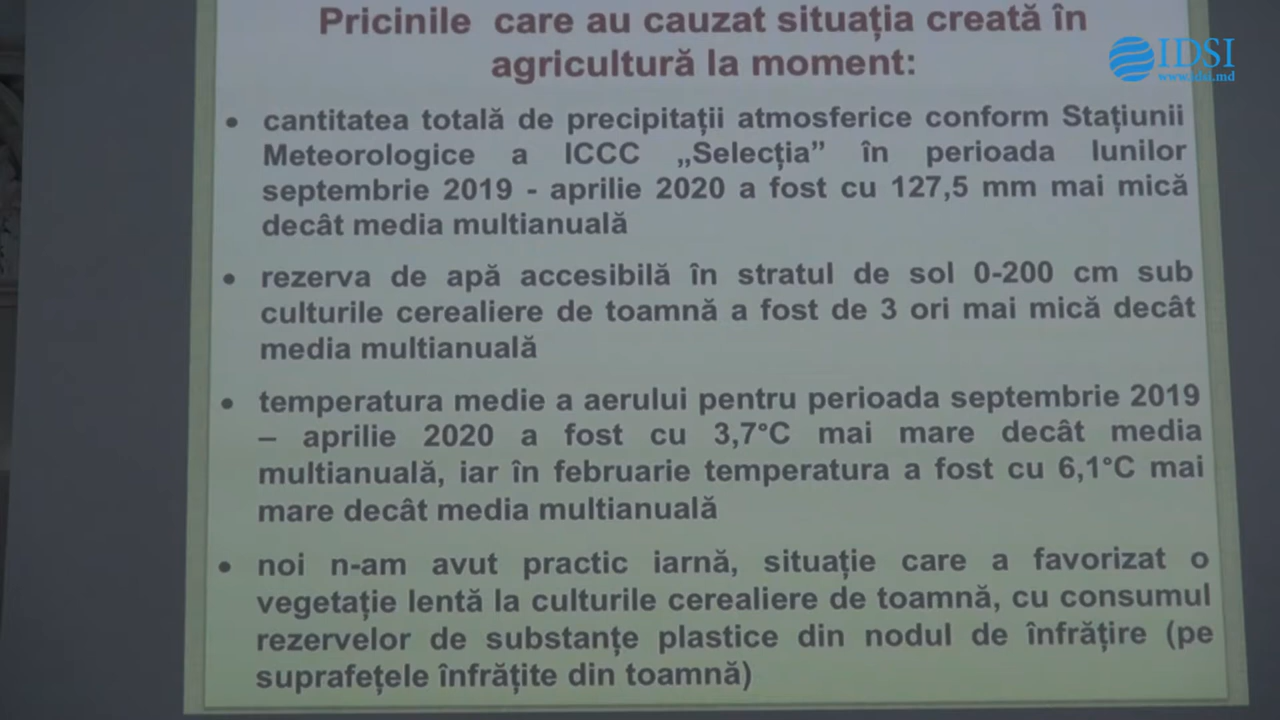 Pricinile care au cauzat situația creată în
agricultură la moment:
IDSI
www.idsi.md
• cantitatea totală de precipitații atmosferice conform Stațiunii
Meteorologice a ICCC „Selecția” în perioada lunilor
septembrie 2019 - aprilie 2020 a fost cu 127,5 mm mai mică
decât media multianuală
• rezerva de apă accesibilă în stratul de sol 0-200 cm sub
culturile cerealiere de toamnă a fost de 3 ori mai mică decât
media multianuală
• temperatura medie a aerului pentru perioada septembrie 2019
– aprilie 2020 a fost cu 3,7°C mai mare decât media
multianuală, iar în februarie temperatura a fost cu 6,1°C mai
mare decât media multianuală
• noi n-am avut practic iarnă, situație care a favorizat o
vegetație lentă la culturile cerealiere de toamnă, cu consumul
rezervelor de substanțe plastice din nodul de înfrățire (pe
suprafețele înfrățite din toamnă)